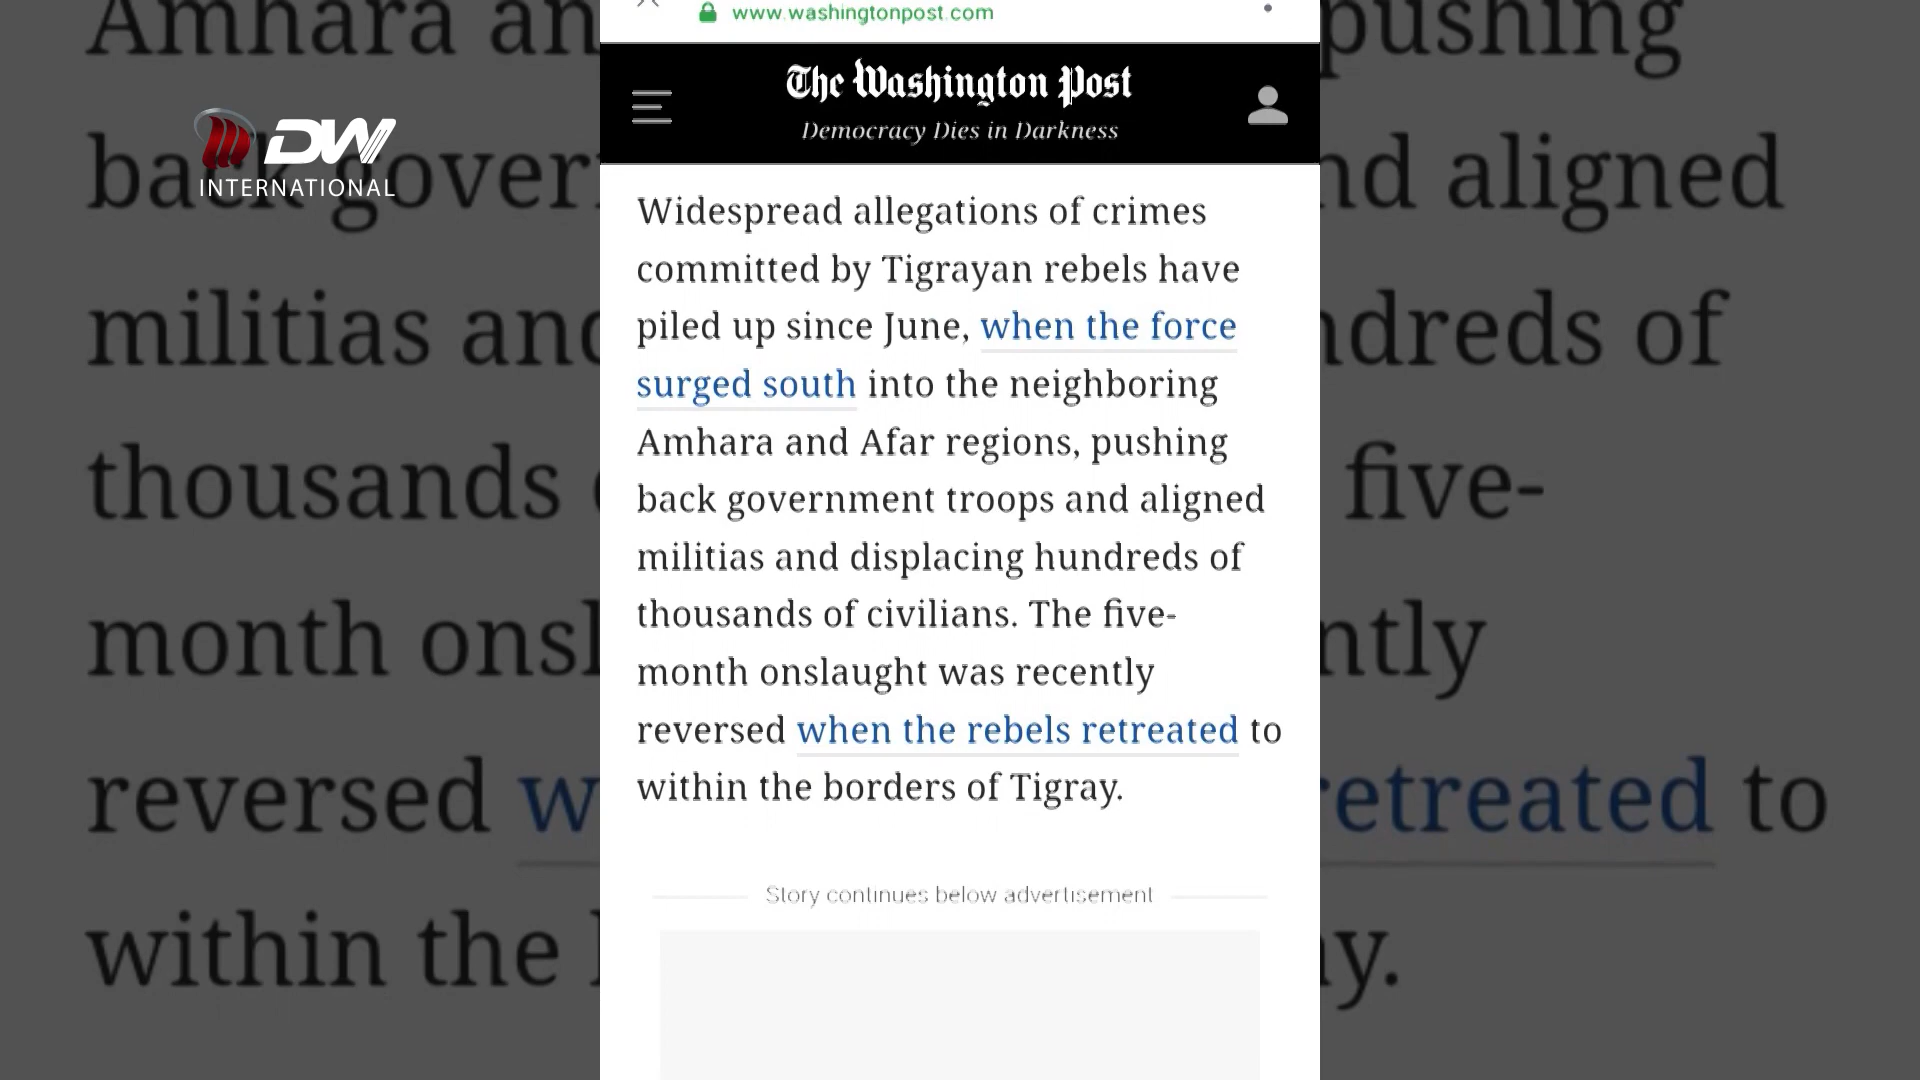 www.washingtonpost.com
The Washington Post
Democracy Dies in Darkness
DW
INTERNATIONAL
Widespread allegations of crimes
committed by Tigrayan rebels have
piled up since June, when the force
surged south into the neighboring
Amhara and Afar regions, pushing
back government troops and aligned
militias and displacing hundreds of
thousands of civilians. The five-
month onslaught was recently
reversed when the rebels retreated to
within the borders of Tigray.
Story continues below advertisement